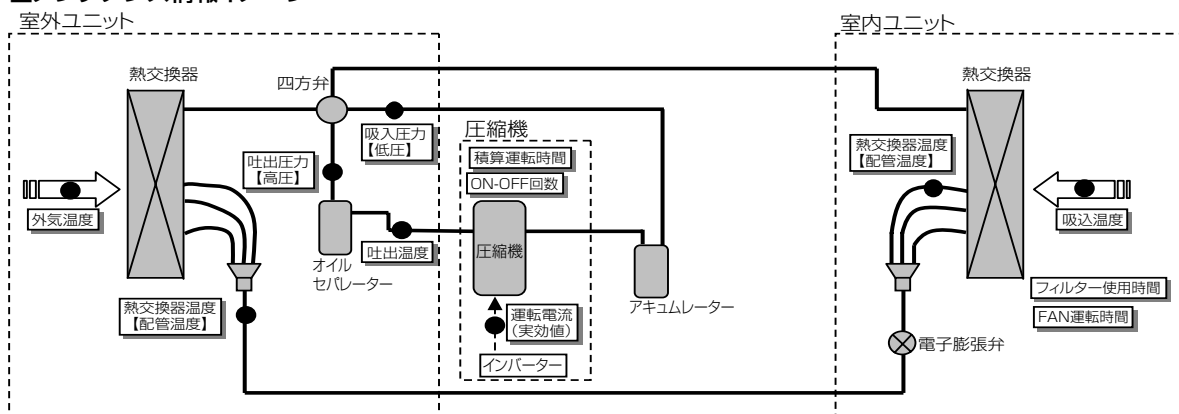 室外ユニット
室内ユニット
熱交換器
四方弁
熱交換器
吸入圧力
【低圧】
圧縮機
積算運転時間
ON-OFF回数
吐出圧力
【高圧】
熱交換器温度
【配管温度】
外気温度
吸込温度
吐出温度
圧縮機
オイル
セパレーター
アキュムレーター
フィルター使用時間
FAN運転時間
熱交換器温度
【配管温度】
運転電流
(実効値)
インバーター
電子膨張弁